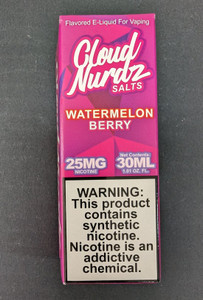 Flavored E-Liquid For Vaping
Cloud
Nurdz
SALTS
WATERMELON
BERRY
25MG
NICOTINE
Net Contents:
30ML
WARNING:
This product
contains
synthetic
nicotine.
Nicotine is an
addictive
chemical.